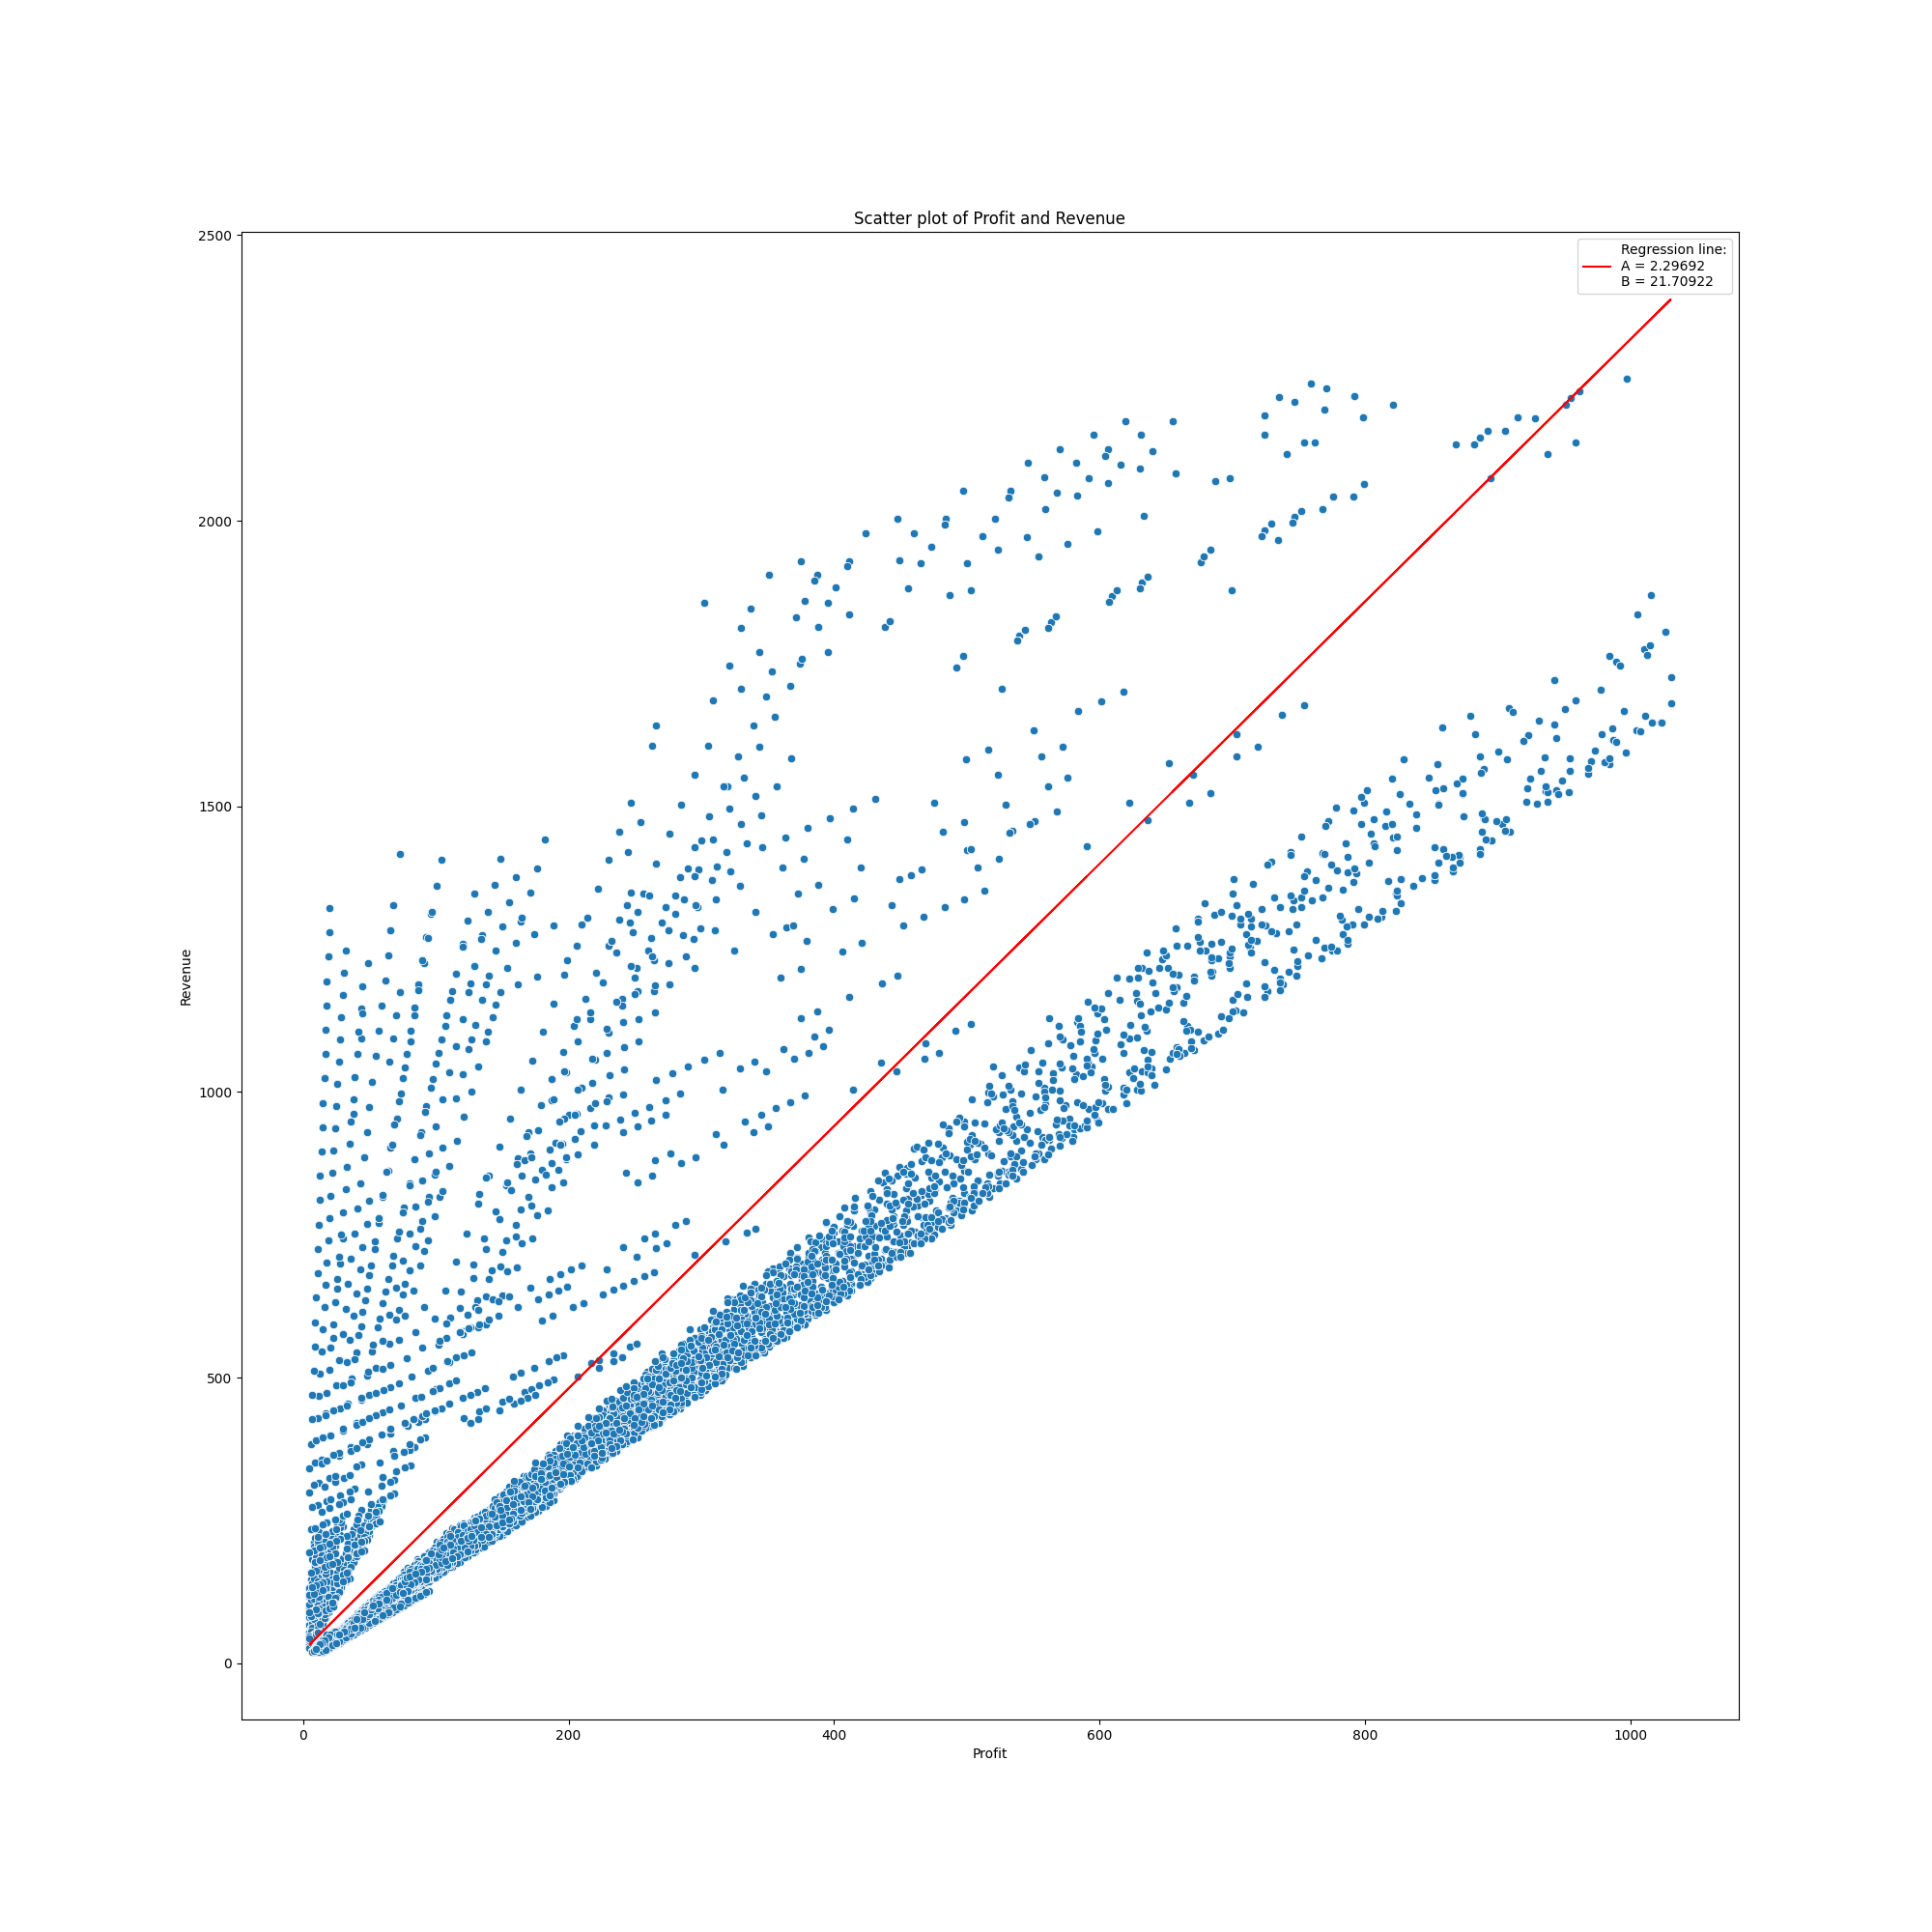 Scatter plot of Profit and Revenue
Regression line:
A = 2.29692
B = 21.70922
2500
2000
1500
1000
500
0
Revenue
0 200 400 600 800 1000
Profit